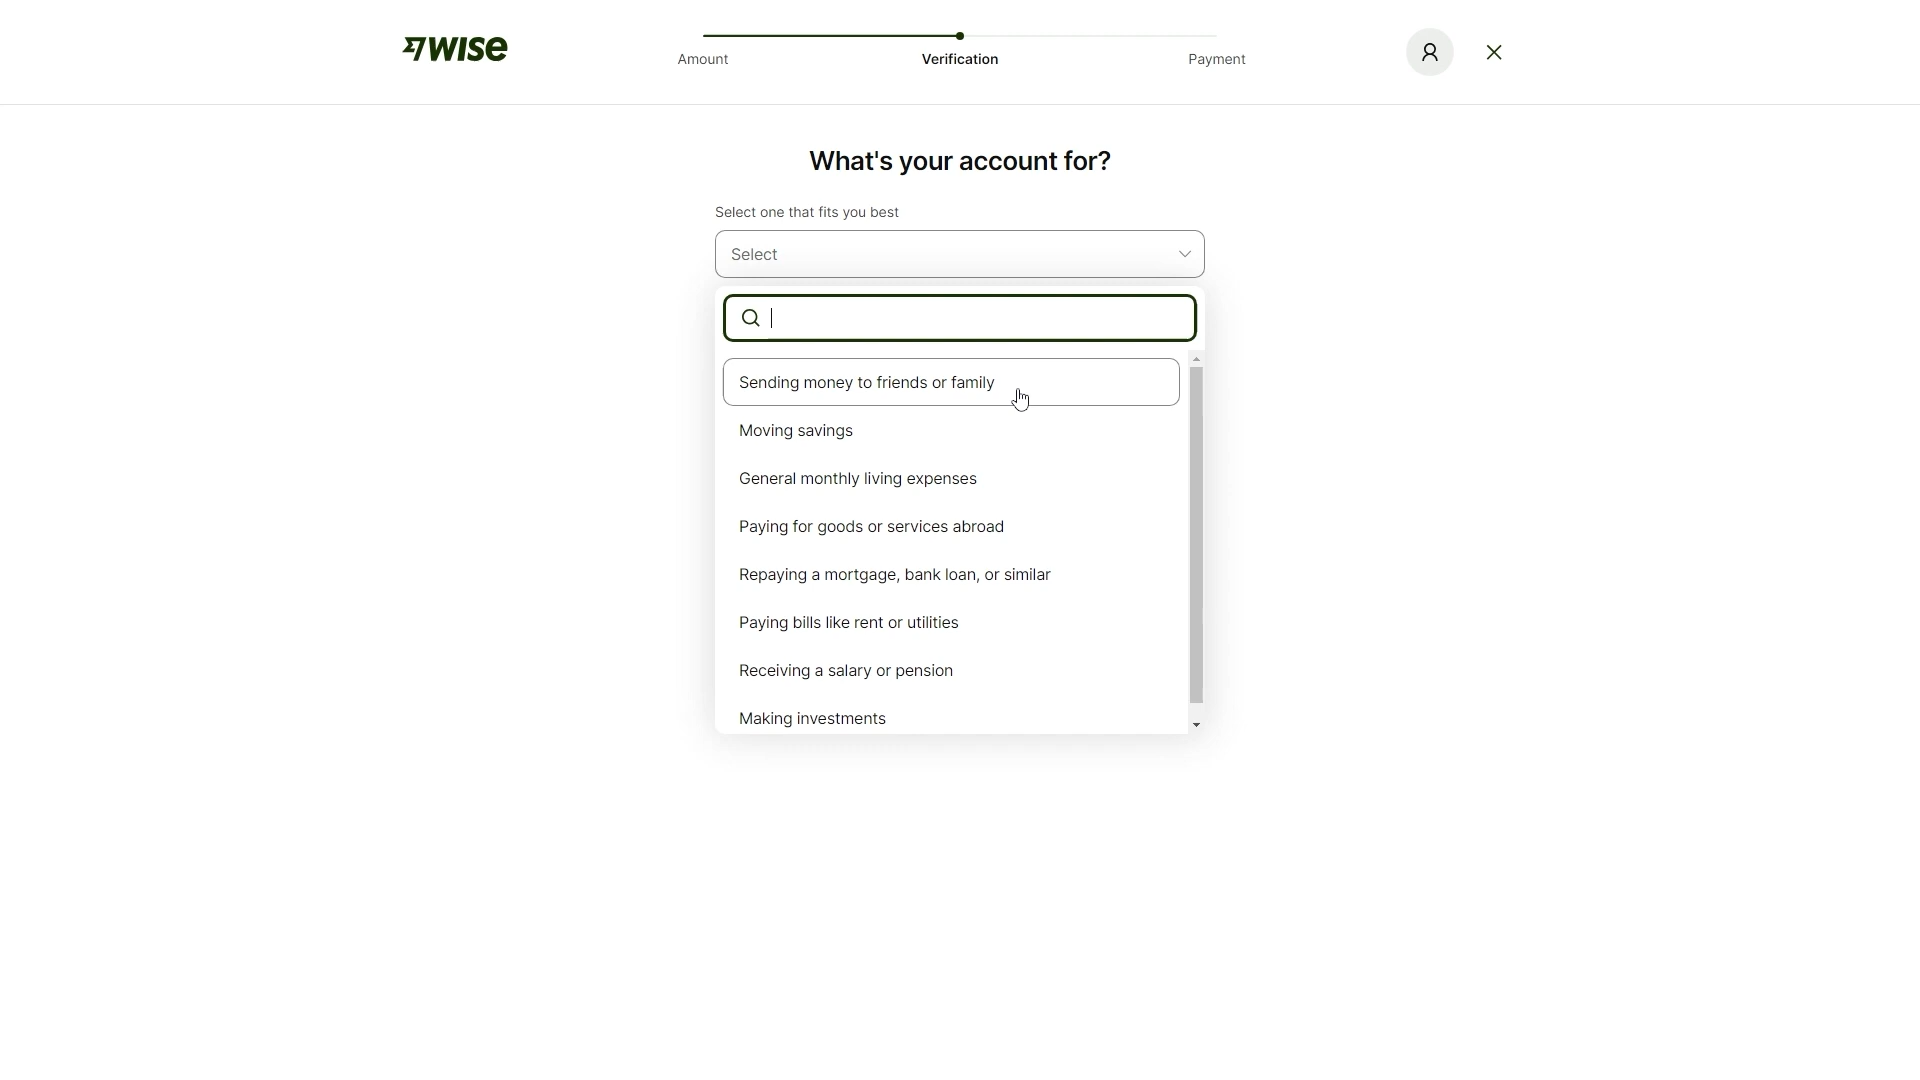 WISE
Amount
Verification
Payment
What's your account for?
Select one that fits you best
Select
Sending money to friends or family
Moving savings
General monthly living expenses
Paying for goods or services abroad
Repaying a mortgage, bank loan, or similar
Paying bills like rent or utilities
Receiving a salary or pension
Making investments